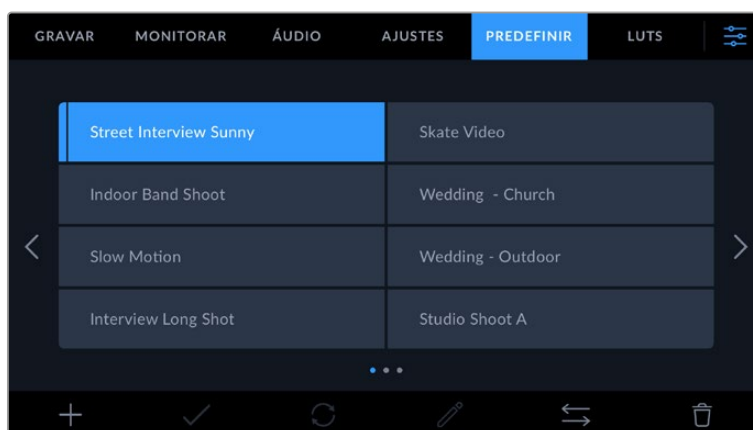 GRAVAR MONITORAR ÁUDIO AJUSTES PREDEFINIR LUTS
Street Interview Sunny Skate Video
Indoor Band Shoot Wedding - Church
Slow Motion Wedding - Outdoor
Interview Long Shot Studio Shoot A